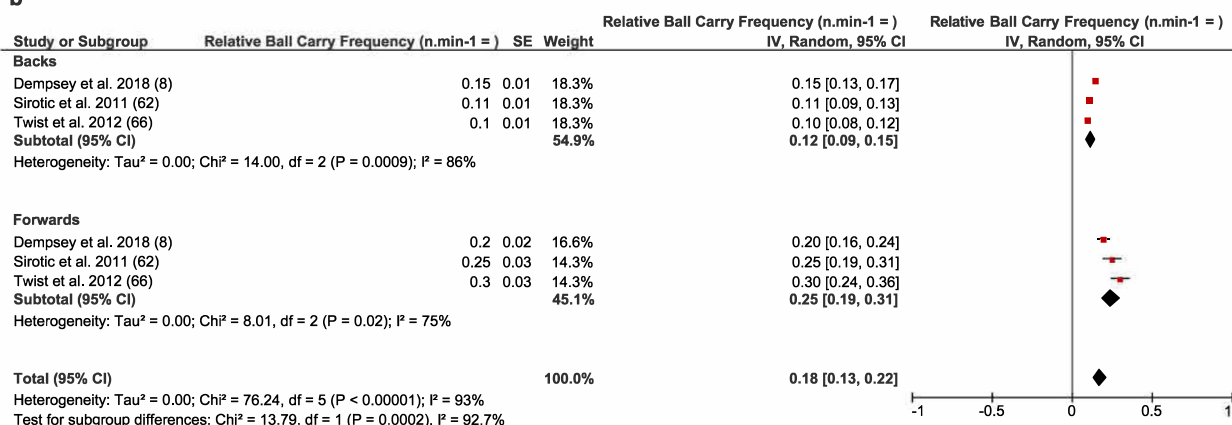 b
Relative Ball Carry Frequency (n.min-1 = ) Relative Ball Carry Frequency (n.min-1 = )
Study or Subgroup Relative Ball Carry Frequency (n.min-1 = ) SE Weight IV, Random, 95% CI IV, Random, 95% CI
Backs
Dempsey et al. 2018 (8) 0.15 0.01 18.3% 0.15 [0.13, 0.17]
Sirotic et al. 2011 (62) 0.11 0.01 18.3% 0.11 [0.09, 0.13]
Twist et al. 2012 (66) 0.1 0.01 18.3% 0.10 [0.08, 0.12]
Subtotal (95% CI) 54.9% 0.12 [0.09, 0.15]
Heterogeneity: Tau² = 0.00; Chi² = 14.00, df = 2 (P = 0.0009); I² = 86%
Forwards
Dempsey et al. 2018 (8) 0.2 0.02 16.6% 0.20 [0.16, 0.24]
Sirotic et al. 2011 (62) 0.25 0.03 14.3% 0.25 [0.19, 0.31]
Twist et al. 2012 (66) 0.3 0.03 14.3% 0.30 [0.24, 0.36]
Subtotal (95% CI) 45.1% 0.25 [0.19, 0.31]
Heterogeneity: Tau² = 0.00; Chi² = 8.01, df = 2 (P = 0.02); I² = 75%
Total (95% CI) 100.0% 0.18 [0.13, 0.22]
Heterogeneity: Tau² = 0.00; Chi² = 76.24, df = 5 (P < 0.00001); I² = 93%
Test for subgroup differences: Chi² = 13.79, df = 1 (P = 0.0002), I² = 92.7%
-1 -0.5 0 0.5 1